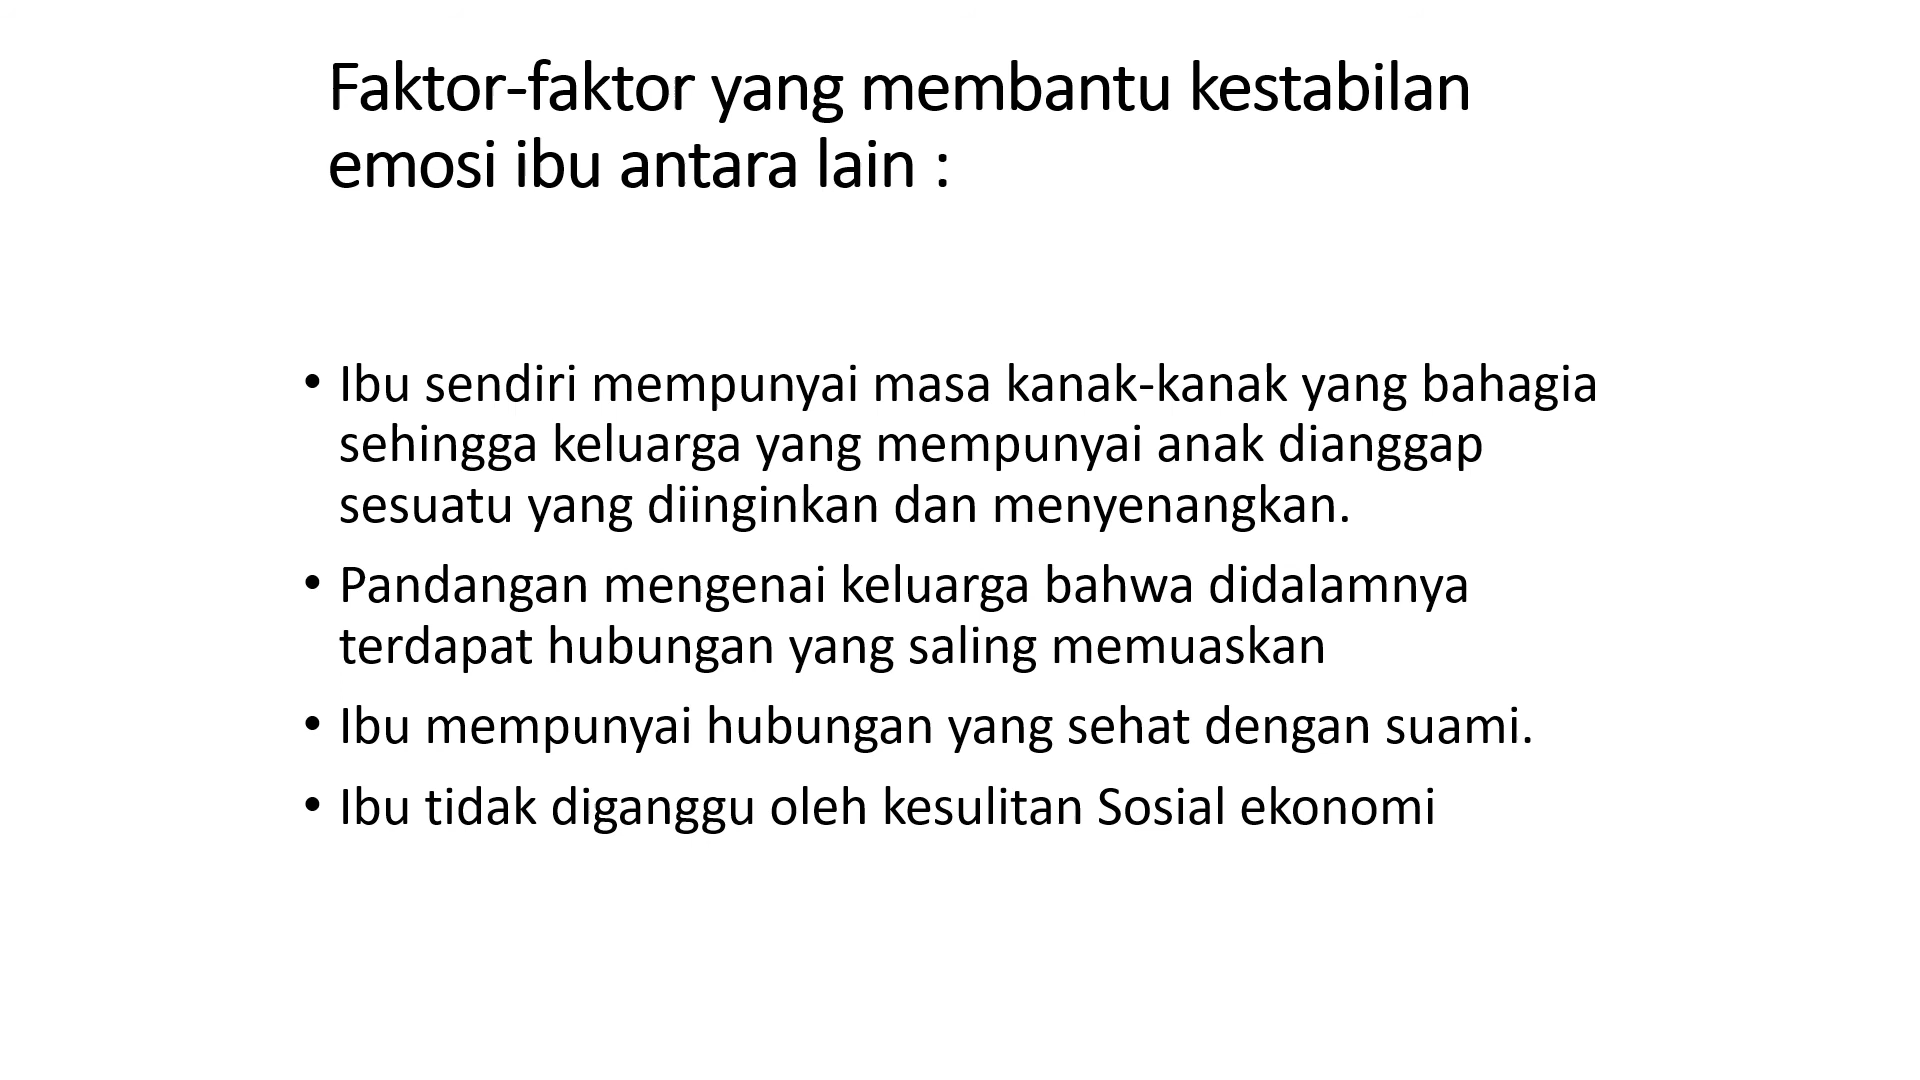 Faktor-faktor yang membantu kestabilan
emosi ibu antara lain :
• Ibu sendiri mempunyai masa kanak-kanak yang bahagia
sehingga keluarga yang mempunyai anak dianggap
sesuatu yang diinginkan dan menyenangkan.
• Pandangan mengenai keluarga bahwa didalamnya
terdapat hubungan yang saling memuaskan
• Ibu mempunyai hubungan yang sehat dengan suami.
• Ibu tidak diganggu oleh kesulitan Sosial ekonomi